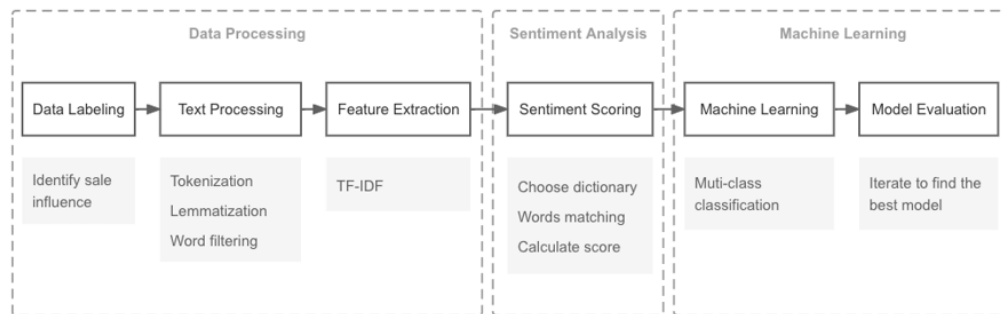 Data Processing
Sentiment Analysis
Machine Learning
Data Labeling
Text Processing
Feature Extraction
Sentiment Scoring
Machine Learning
Model Evaluation
Identify sale
influence
Tokenization
Lemmatization
Word filtering
TF-IDF
Choose dictionary
Words matching
Calculate score
Muti-class
classification
Iterate to find the
best model